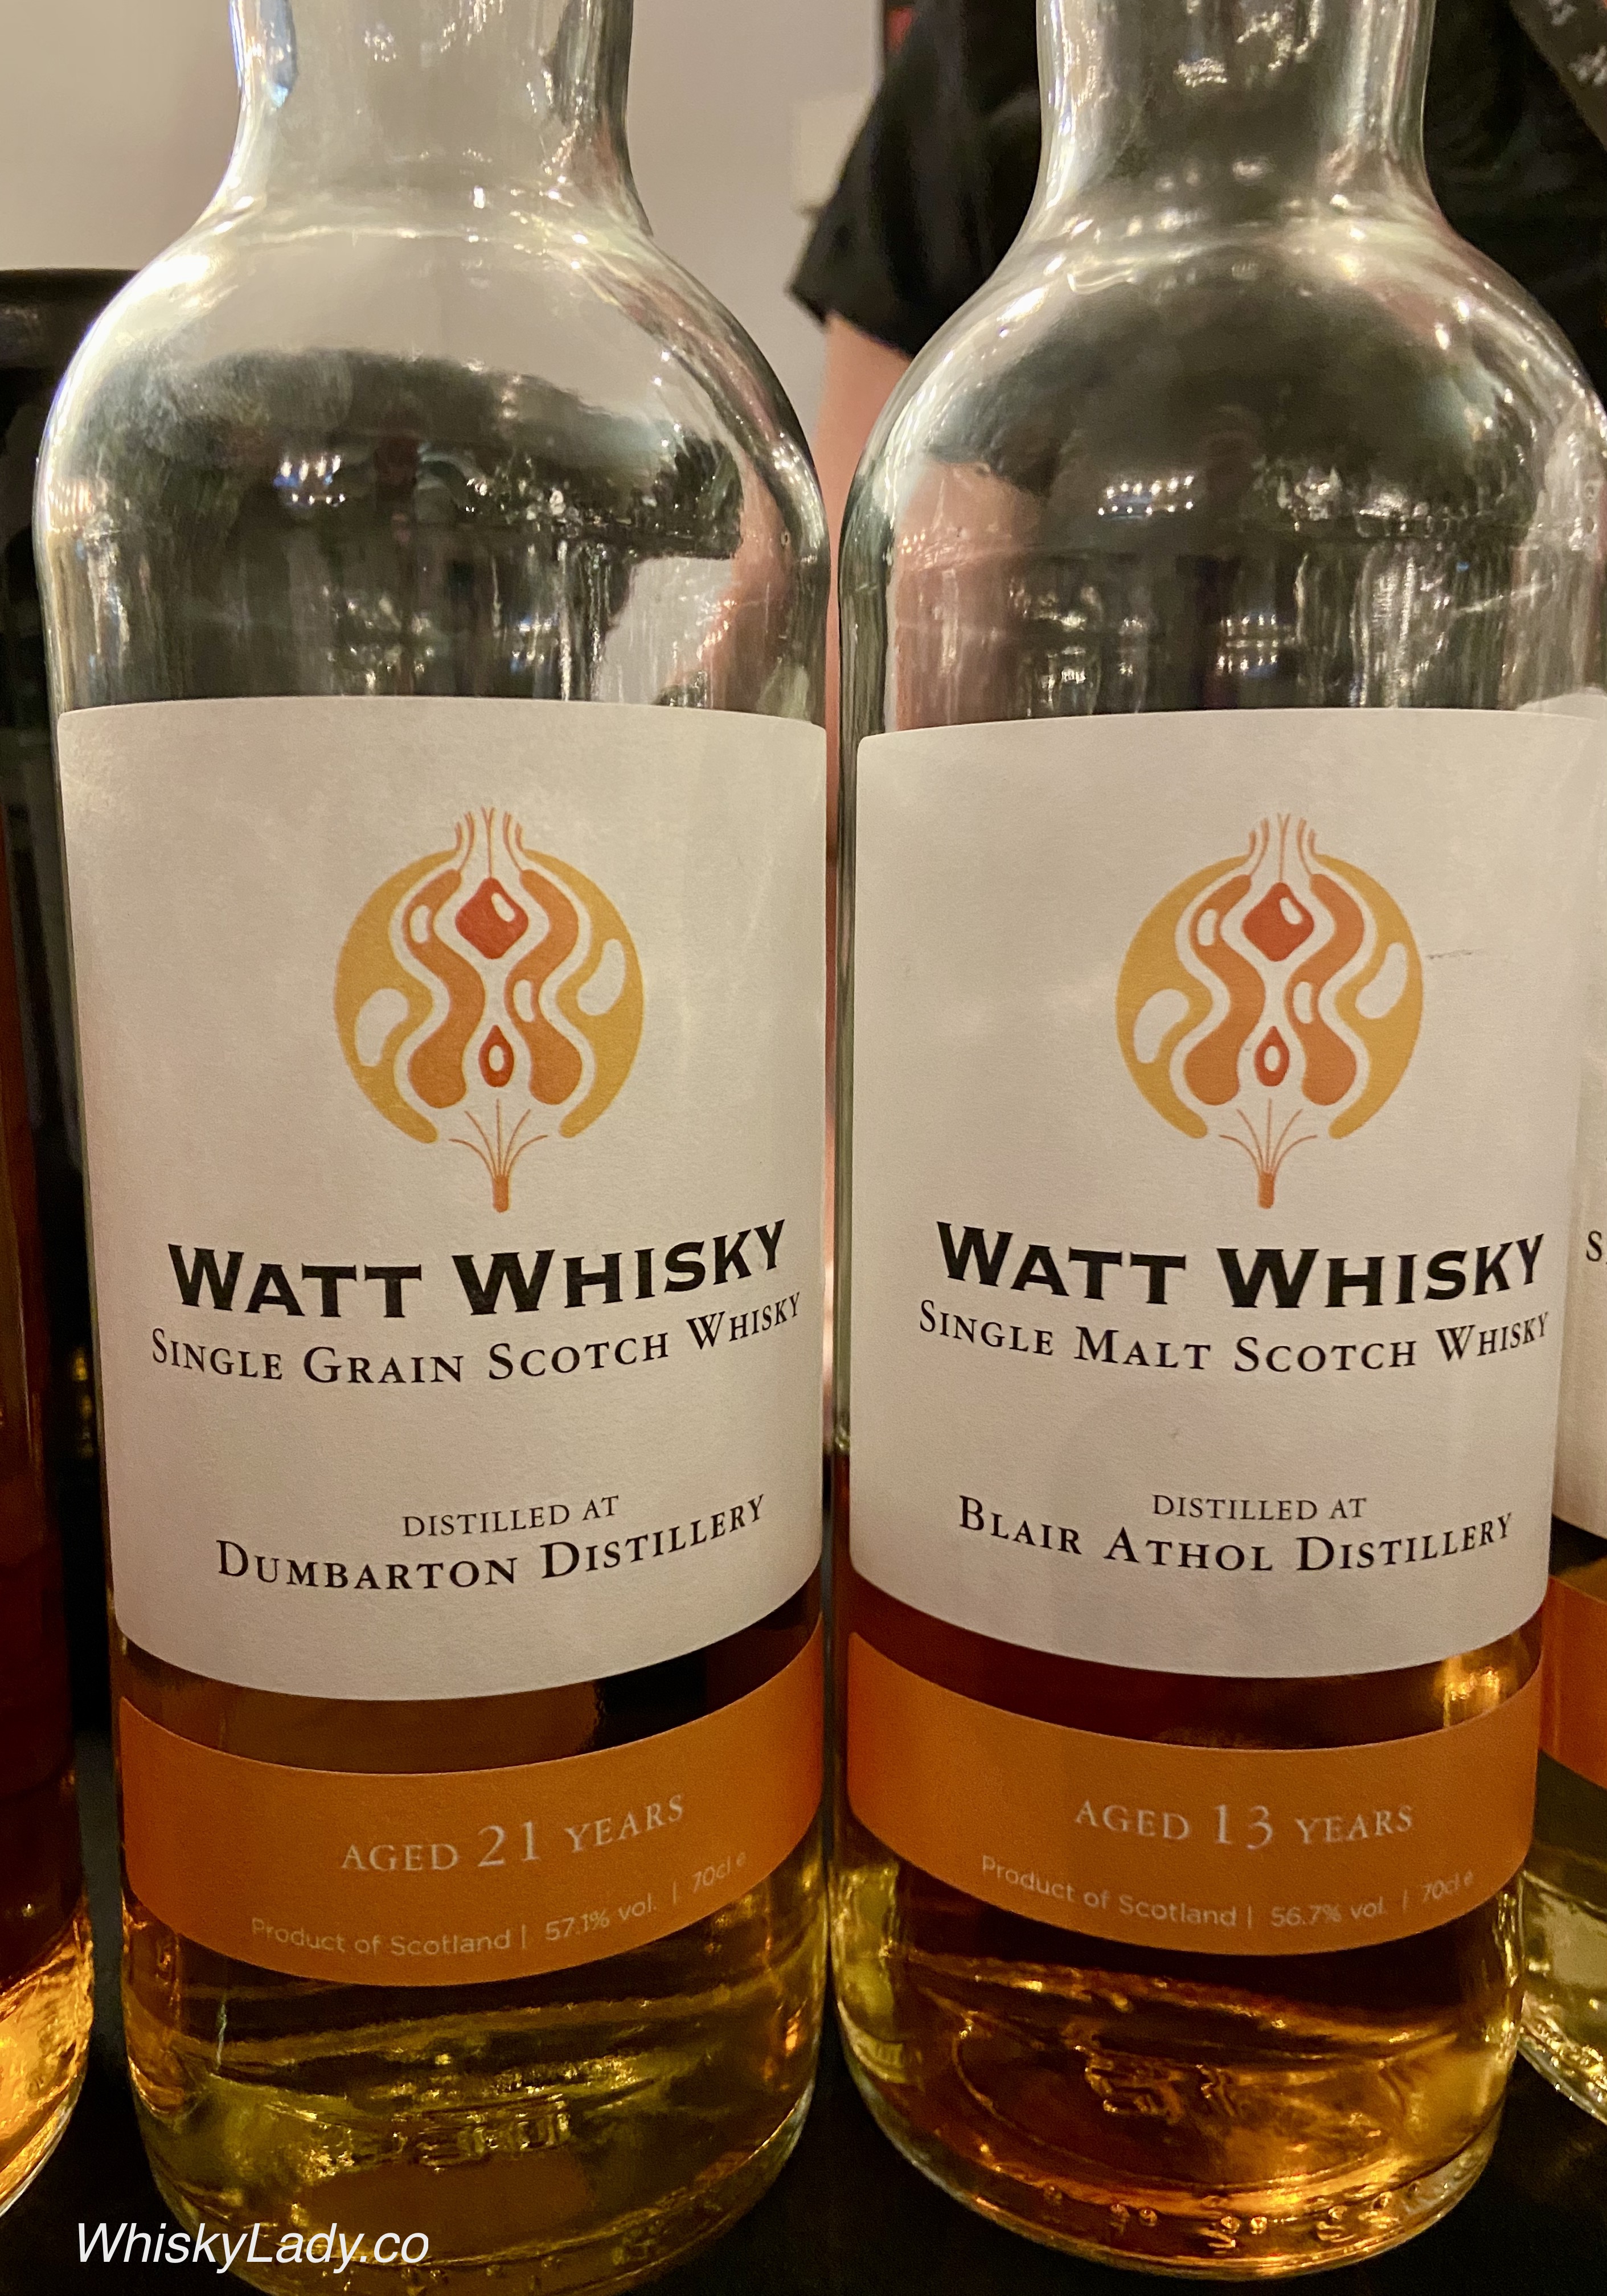 WATT WHISKY
SINGLE GRAIN SCOTCH WHISKY
DISTILLED AT
DUMBARTON DISTILLERY
AGED 21 YEARS
Product of Scotland | 57.1% vol. | 70cl e
WATT WHISKY
SINGLE MALT SCOTCH WHISKY
DISTILLED AT
BLAIR ATHOL DISTILLERY
AGED 13 YEARS
Product of Scotland | 56.7% vol. | 70cl e
WhiskyLady.co